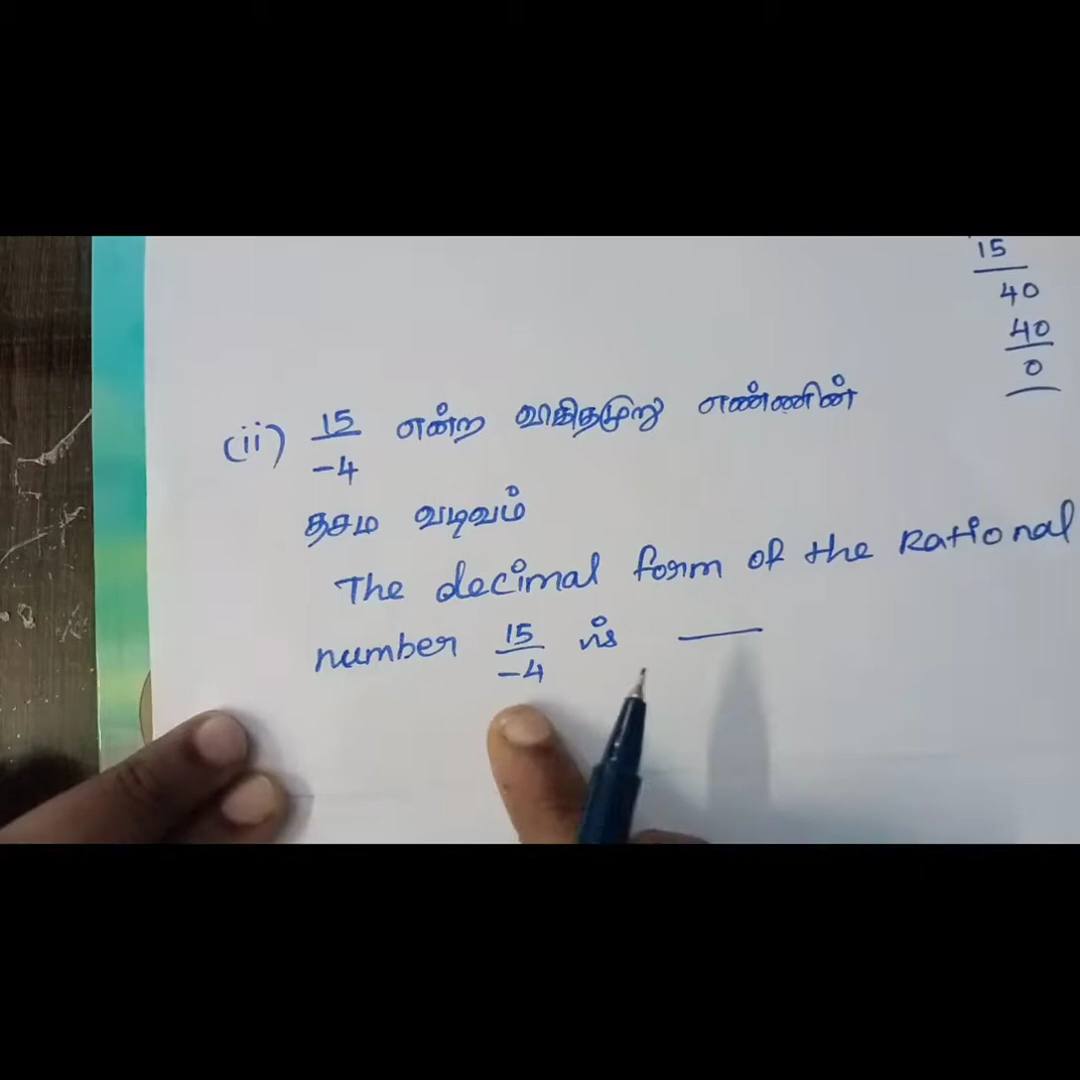 15
40
40
0
(ii) 15/-4 என்ற விகிதமுறு எண்ணின்
தசம வடிவம்
The decimal form of the Rational
number 15/-4 is ___